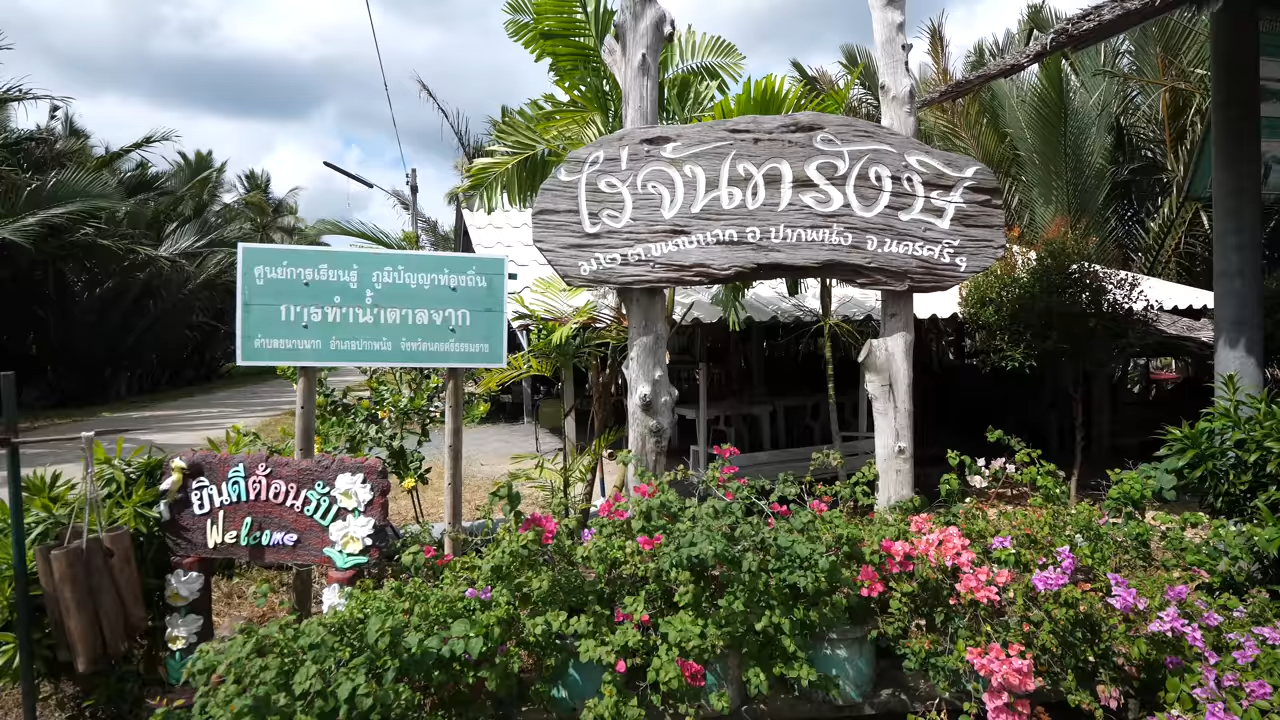 ไร่จันทรังษี
ม.๒ ต.ขนาบนาก อ.ปากพนัง จ.นครศรีฯ
ศูนย์การเรียนรู้ ภูมิปัญญาท้องถิ่น
การทำน้ำตาลจาก
ตำบลขนาบนาก อำเภอปากพนัง จังหวัดนครศรีธรรมราช
ยินดีต้อนรับ
Welcome